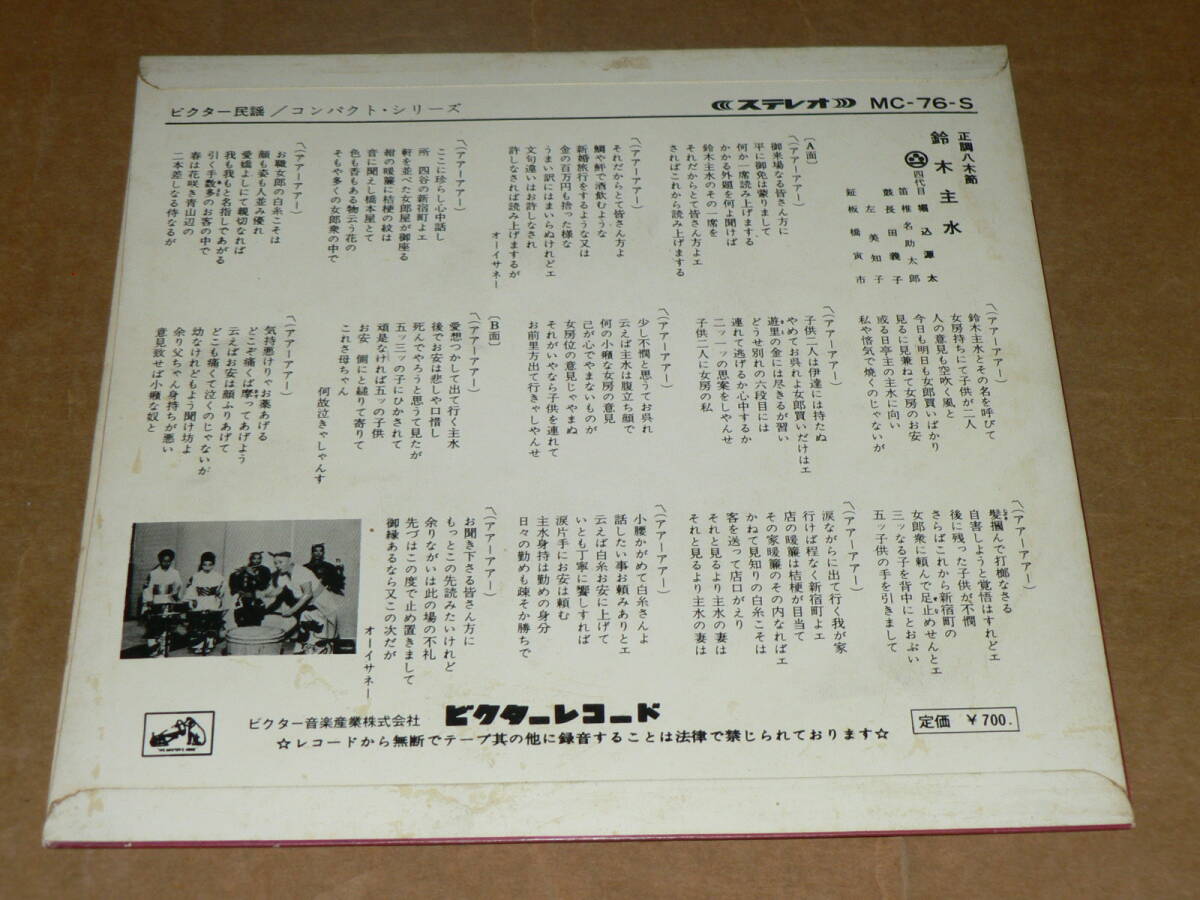 ビクター民謡／コンパクト・シリーズ
(((ステレオ))) MC-76-S
正調八木節
鈴木主水
四代目 堀込源太
笛 椎名助太郎
鼓 長田義子
左美知子
鉦 板橋寅市
〔A面〕
〽(アアーアアー)
御来場なる皆さん方に
平に御免は蒙りまして
何か一席読み上げまする
かかる外題を何よ聞けば
鈴木主水のその一席を
それだからとて皆さん方よエ
さればこれから読み上げまする
〽(アアーアアー)
それだからとて皆さん方よ
鯛や鮃で酒飲むような
新婚旅行をするような又は
金の百万円も拾った様な
うまい訳にはまいらぬけれどエ
文句違いはお許しなされ
許しなされば読み上げまするが
オーイサネー
〽(アアーアアー)
ここに珍らし心中話し
所 四谷の新宿町よエ
軒を並べた女郎屋が御座る
紺の暖簾に桔梗の紋は
音に聞えし橋本屋とて
色も香もある物云う花の
そもや多くの女郎衆の中で
〽(アアーアアー)
お職女郎の白糸こそは
顔も姿も人並み優れ
愛嬌よしにて親切なれば
我も我もと名指しであがる
引く手数多のお客の中で
春は花咲き青山辺の
二本差しなる侍なるが
〽(アアーアアー)
鈴木主水とその名を呼びて
女房持ちにて子供が二人
人の意見も空吹く風と
今日も明日も女郎買いばかり
見るに見兼ねて女房のお安
或る日亭主の主水に向い
私や悋気で焼くのじゃないが
〽(アアーアアー)
子供二人は伊達には持たぬ
やめてお呉れよ女郎買いだけはエ
遊里の金には尽きるが習い
どうせ別れの六段目には
連れて逃げるか心中するか
二ッ一ッの思案をしやんせ
子供二人に女房の私
〽(アアーアアー)
少し不憫と思うてお呉れ
云えば主水は腹立ち顔で
何の小癪な女房の意見
己が心でやまないものが
女房位の意見じゃやまぬ
それがいやなら子供を連れて
お前里方出て行きゃしやんせ
〔B面〕
〽(アアーアアー)
愛想つかして出て行く主水
後でお安は悲しや口惜し
死んでやろうと思うて見たが
五ッ三ッの子にひかされて
頑是なければ五ッの子供
お安 側にと縋りて寄りて
これさ母ちゃん
何故泣きゃしゃんす
〽(アアーアアー)
気持悪けりゃお薬あげる
どこぞ痛くば摩ってあげよう
云えばお安は顔ふりあげて
どこも痛くて泣くのじゃないが
幼なけれどもよう聞け坊よ
余り父ちゃん身持ちが悪い
意見致せば小癪な奴と
〽(アアーアアー)
髪摑んで打擲なさる
自害しようと覚悟はすれどエ
後に残った子供が不憫
さらばこれから新宿町の
女郎衆に頼んで足止めせんとエ
三ッなる子を背中にとおぶい
五ッ子供の手を引きまして
〽(アアーアアー)
涙ながらに出て行く我が家
行けば程なく新宿町よエ
店の暖簾は桔梗が目当て
その家暖簾のその内なればエ
かねて見知りの白糸こそは
客を送って店口がえり
それと見るより主水の妻は
それと見るより主水の妻は
〽(アアーアアー)
小腰かがめて白糸さんよ
話したい事お頼みありとエ
云えば白糸お安に上げて
いとも丁寧に饗しすれば
涙片手にお安は頼む
主水身持は勤めの身分
日々の勤めも疎そか勝ちで
〽(アアーアアー)
お聞き下さる皆さん方に
もっとこの先読みたいけれど
余りながいは此の場の不礼
先づはこの度で止め置きまして
御縁あるなら又この次だが
オーイサネー
"HIS MASTER'S VOICE"
ビクター音楽産業株式会社 ビクターレコード
定価 ￥700.
☆レコードから無断でテープ其の他に録音することは法律で禁じられております☆